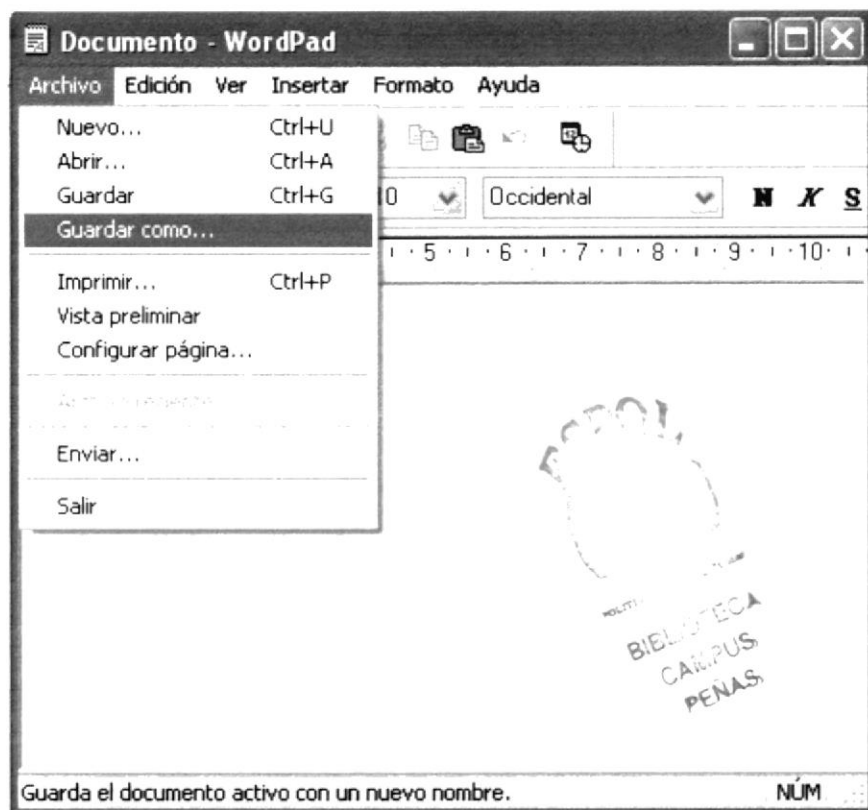 Documento - WordPad
Archivo Edición Ver Insertar Formato Ayuda
Nuevo... Ctrl+U
Abrir... Ctrl+A
Guardar Ctrl+G
10 Occidental N K S
Guardar como...
5 6 7 8 9 10
Imprimir... Ctrl+P
Vista preliminar
Configurar página...
Enviar...
Salir
ESPOL
BIBLIOTECA
CAMPUS
PEÑAS
Guarda el documento activo con un nuevo nombre. NÚM